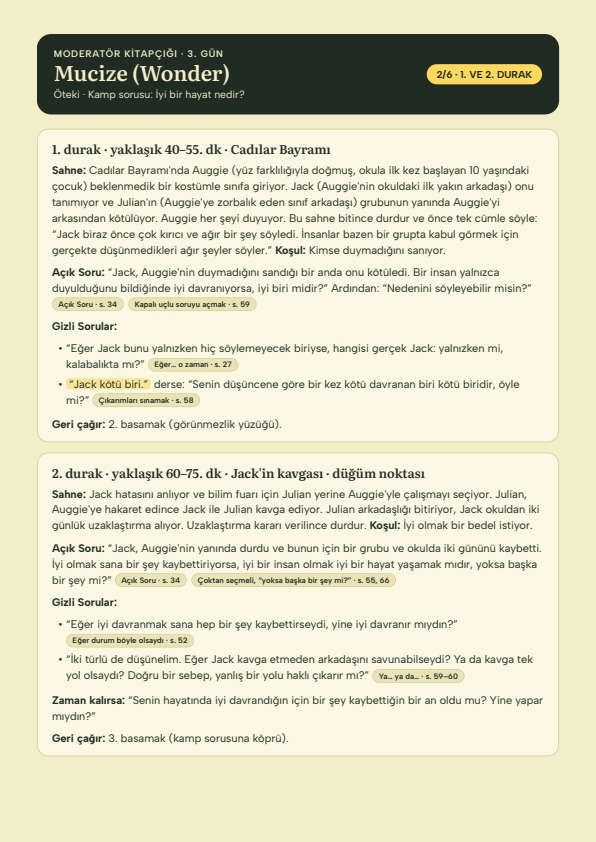 MODERATÖR KİTAPÇIĞI · 3. GÜN
Mucize (Wonder)
Öteki · Kamp sorusu: İyi bir hayat nedir?
2/6 · 1. VE 2. DURAK
1. durak · yaklaşık 40–55. dk · Cadılar Bayramı
Sahne: Cadılar Bayramı'nda Auggie (yüz farklılığıyla doğmuş, okula ilk kez başlayan 10 yaşındaki
çocuk) beklenmedik bir kostümle sınıfa giriyor. Jack (Auggie'nin okuldaki ilk yakın arkadaşı) onu
tanımıyor ve Julian'ın (Auggie'ye zorbalık eden sınıf arkadaşı) grubunun yanında Auggie'yi
arkasından kötülüyor. Auggie her şeyi duyuyor. Bu sahne bitince durdur ve önce tek cümle söyle:
“Jack biraz önce çok kırıcı ve ağır bir şey söyledi. İnsanlar bazen bir grupta kabul görmek için
gerçekte düşünmedikleri ağır şeyler söyler.” Koşul: Kimse duymadığını sanıyor.
Açık Soru: “Jack, Auggie'nin duymadığını sandığı bir anda onu kötüledi. Bir insan yalnızca
duyulduğunu bildiğinde iyi davranıyorsa, iyi biri midir?” Ardından: “Nedenini söyleyebilir misin?”
Açık Soru · s. 34 Kapalı uçlu soruyu açmak · s. 59
Gizli Sorular:
• “Eğer Jack bunu yalnızken hiç söylemeyecek biriyse, hangisi gerçek Jack: yalnızken mi,
kalabalıkta mı?” Eğer… o zaman · s. 27
• “Jack kötü biri.” derse: “Senin düşüncene göre bir kez kötü davranan biri kötü biridir, öyle
mi?” Çıkarımları sınamak · s. 58
Geri çağır: 2. basamak (görünmezlik yüzüğü).
2. durak · yaklaşık 60–75. dk · Jack'in kavgası · düğüm noktası
Sahne: Jack hatasını anlıyor ve bilim fuarı için Julian yerine Auggie'yle çalışmayı seçiyor. Julian,
Auggie'ye hakaret edince Jack ile Julian kavga ediyor. Julian arkadaşlığı bitiriyor, Jack okuldan iki
günlük uzaklaştırma alıyor. Uzaklaştırma kararı verilince durdur. Koşul: İyi olmak bir bedel istiyor.
Açık Soru: “Jack, Auggie'nin yanında durdu ve bunun için bir grubu ve okulda iki gününü kaybetti.
İyi olmak sana bir şey kaybettiriyorsa, iyi bir insan olmak iyi bir hayat yaşamak mıdır, yoksa başka
bir şey mi?” Açık Soru · s. 34 Çoktan seçmeli, “yoksa başka bir şey mi?” · s. 55, 66
Gizli Sorular:
• “Eğer iyi davranmak sana hep bir şey kaybettirseydi, yine iyi davranır mıydın?”
Eğer durum böyle olsaydı · s. 52
• “İki türlü de düşünelim. Eğer Jack kavga etmeden arkadaşını savunabilseydi? Ya da kavga tek
yol olsaydı? Doğru bir sebep, yanlış bir yolu haklı çıkarır mı?” Ya… ya da… · s. 59–60
Zaman kalırsa: “Senin hayatında iyi davrandığın için bir şey kaybettiğin bir an oldu mu? Yine yapar
mıydın?”
Geri çağır: 3. basamak (kamp sorusuna köprü).